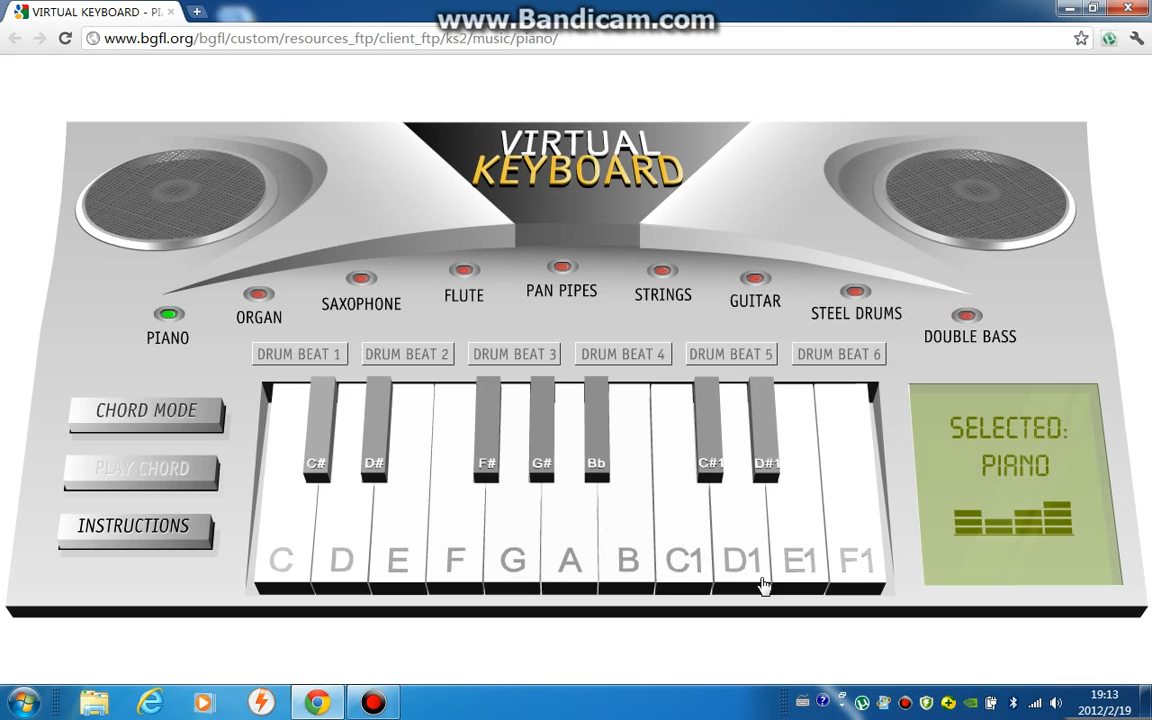 VIRTUAL KEYBOARD - PI
www.Bandicam.com
www.bgfl.org/bgfl/custom/resources_ftp/client_ftp/ks2/music/piano/
VIRTUAL
KEYBOARD
PIANO
ORGAN
SAXOPHONE
FLUTE
PAN PIPES
STRINGS
GUITAR
STEEL DRUMS
DOUBLE BASS
DRUM BEAT 1
DRUM BEAT 2
DRUM BEAT 3
DRUM BEAT 4
DRUM BEAT 5
DRUM BEAT 6
CHORD MODE
PLAY CHORD
INSTRUCTIONS
C# D# F# G# Bb C#1 D#1
C D E F G A B C1 D1 E1 F1
SELECTED:
PIANO
19:13
2012/2/19